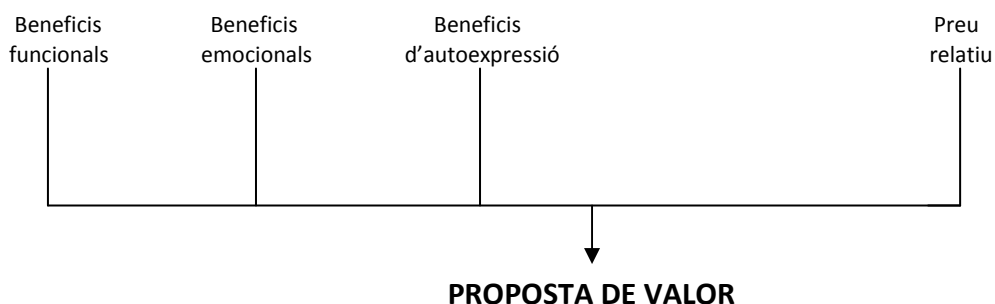 Beneficis
funcionals
Beneficis
emocionals
Beneficis
d’autoexpressió
Preu
relatiu
PROPOSTA DE VALOR